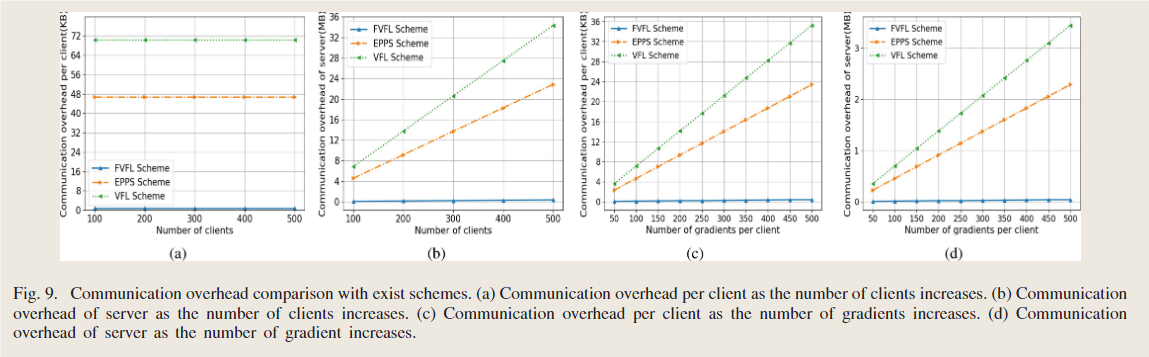 Communication overhead per client(KB)
72
64
56
48
40
32
24
16
8
0
FVFL Scheme
EPPS Scheme
VFL Scheme
100 200 300 400 500
Number of clients
(a)
Communication overhead of server(MB)
36
32
28
24
20
16
12
8
4
0
FVFL Scheme
EPPS Scheme
VFL Scheme
100 200 300 400 500
Number of clients
(b)
Communication overhead per client(KB)
36
32
28
24
20
16
12
8
4
0
FVFL Scheme
EPPS Scheme
VFL Scheme
50 100 150 200 250 300 350 400 450 500
Number of gradients per client
(c)
Communication overhead of server(MB)
3
2
1
0
FVFL Scheme
EPPS Scheme
VFL Scheme
50 100 150 200 250 300 350 400 450 500
Number of gradients per client
(d)
Fig. 9. Communication overhead comparison with exist schemes. (a) Communication overhead per client as the number of clients increases. (b) Communication
overhead of server as the number of clients increases. (c) Communication overhead per client as the number of gradients increases. (d) Communication
overhead of server as the number of gradient increases.